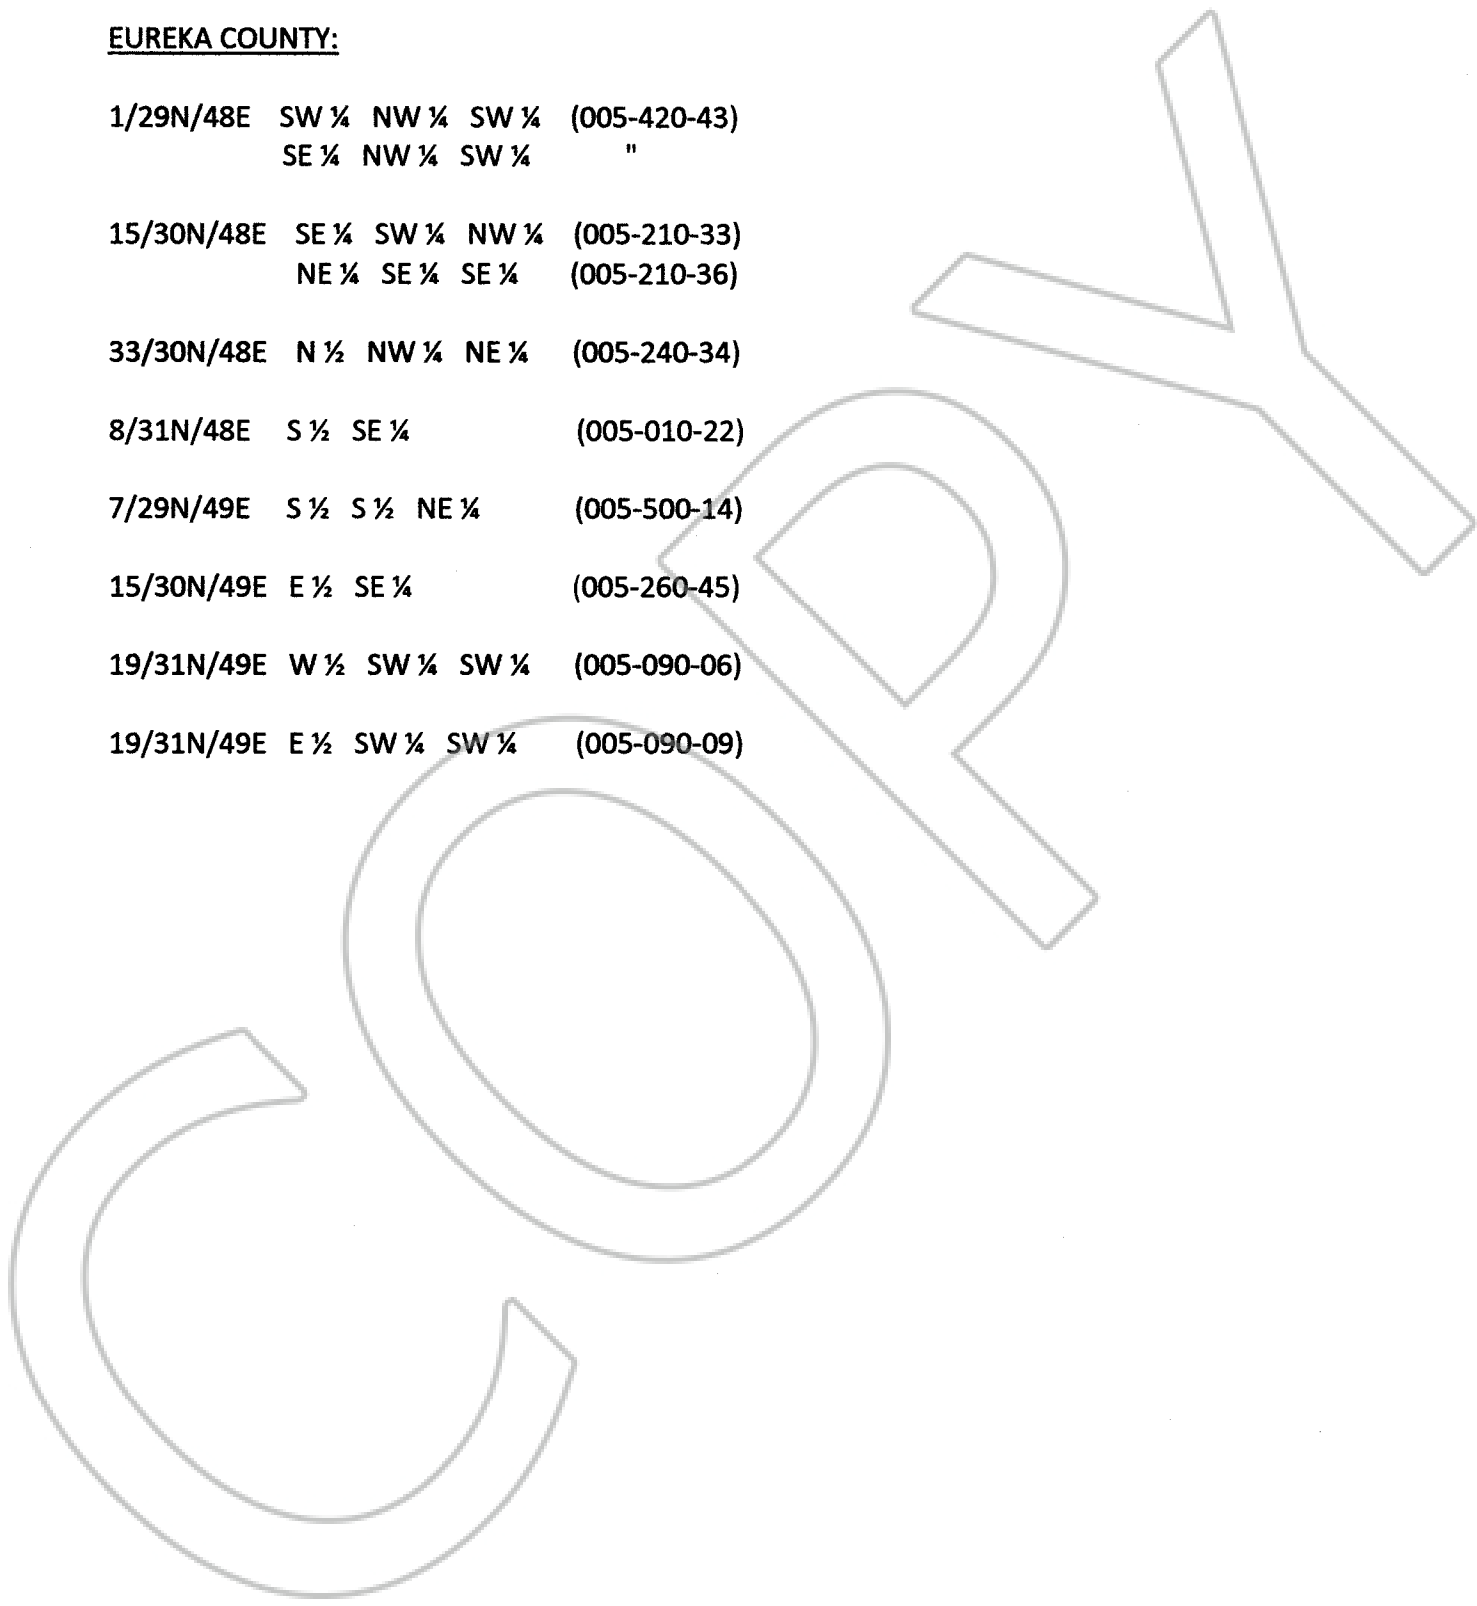 EUREKA COUNTY:
1/29N/48E SW ¼ NW ¼ SW ¼ (005-420-43)
SE ¼ NW ¼ SW ¼ "
15/30N/48E SE ¼ SW ¼ NW ¼ (005-210-33)
NE ¼ SE ¼ SE ¼ (005-210-36)
33/30N/48E N ½ NW ¼ NE ¼ (005-240-34)
8/31N/48E S ½ SE ¼ (005-010-22)
7/29N/49E S ½ S ½ NE ¼ (005-500-14)
15/30N/49E E ½ SE ¼ (005-260-45)
19/31N/49E W ½ SW ¼ SW ¼ (005-090-06)
19/31N/49E E ½ SW ¼ SW ¼ (005-090-09)
COPY